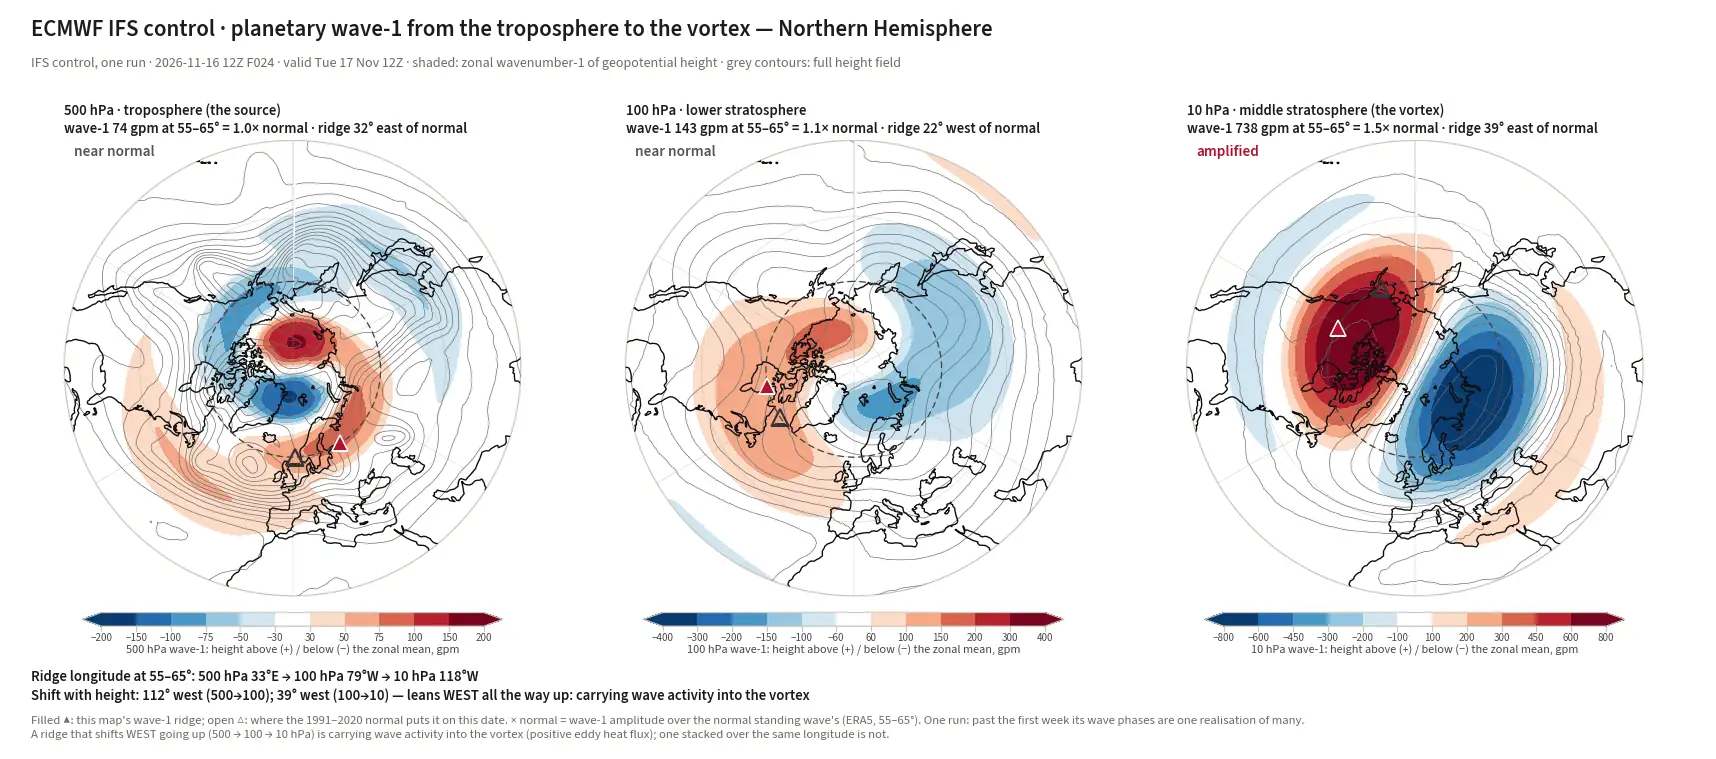 ECMWF IFS control · planetary wave-1 from the troposphere to the vortex — Northern Hemisphere
IFS control, one run · 2026-11-16 12Z F024 · valid Tue 17 Nov 12Z · shaded: zonal wavenumber-1 of geopotential height · grey contours: full height field
500 hPa · troposphere (the source)
wave-1 74 gpm at 55–65° = 1.0× normal · ridge 32° east of normal
near normal
100 hPa · lower stratosphere
wave-1 143 gpm at 55–65° = 1.1× normal · ridge 22° west of normal
near normal
10 hPa · middle stratosphere (the vortex)
wave-1 738 gpm at 55–65° = 1.5× normal · ridge 39° east of normal
amplified
−200 −150 −100 −75 −50 −30 30 50 75 100 150 200
500 hPa wave-1: height above (+) / below (−) the zonal mean, gpm
−400 −300 −200 −150 −100 −60 60 100 150 200 300 400
100 hPa wave-1: height above (+) / below (−) the zonal mean, gpm
−800 −600 −450 −300 −200 −100 100 200 300 450 600 800
10 hPa wave-1: height above (+) / below (−) the zonal mean, gpm
Ridge longitude at 55–65°: 500 hPa 33°E → 100 hPa 79°W → 10 hPa 118°W
Shift with height: 112° west (500→100); 39° west (100→10) — leans WEST all the way up: carrying wave activity into the vortex
Filled ▲: this map's wave-1 ridge; open △: where the 1991–2020 normal puts it on this date. × normal = wave-1 amplitude over the normal standing wave's (ERA5, 55–65°). One run: past the first week its wave phases are one realisation of many.
A ridge that shifts WEST going up (500 → 100 → 10 hPa) is carrying wave activity into the vortex (positive eddy heat flux); one stacked over the same longitude is not.